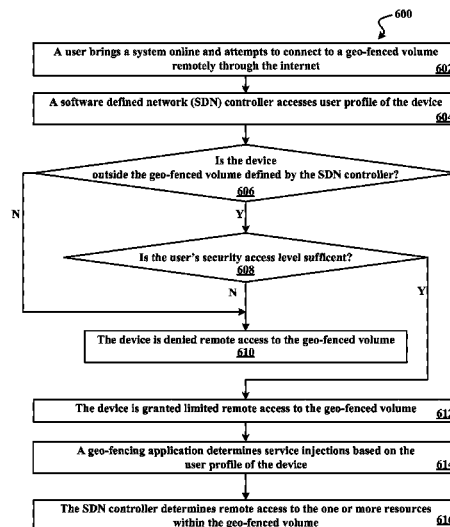 600
A user brings a system online and attempts to connect to a geo-fenced volume
remotely through the internet
602
A software defined network (SDN) controller accesses user profile of the device
604
Is the device
outside the geo-fenced volume defined by the SDN controller?
606
N
Y
Is the user's security access level sufficent?
608
N
Y
The device is denied remote access to the geo-fenced volume
610
The device is granted limited remote access to the geo-fenced volume
612
A geo-fencing application determines service injections based on the
user profile of the device
614
The SDN controller determines remote access to the one or more resources
within the geo-fenced volume
616